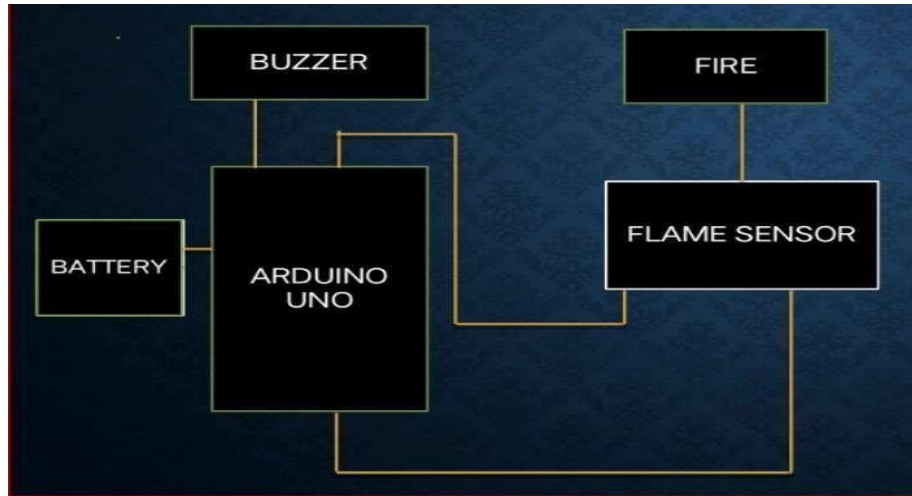 BUZZER
FIRE
FLAME SENSOR
BATTERY
ARDUINO
UNO